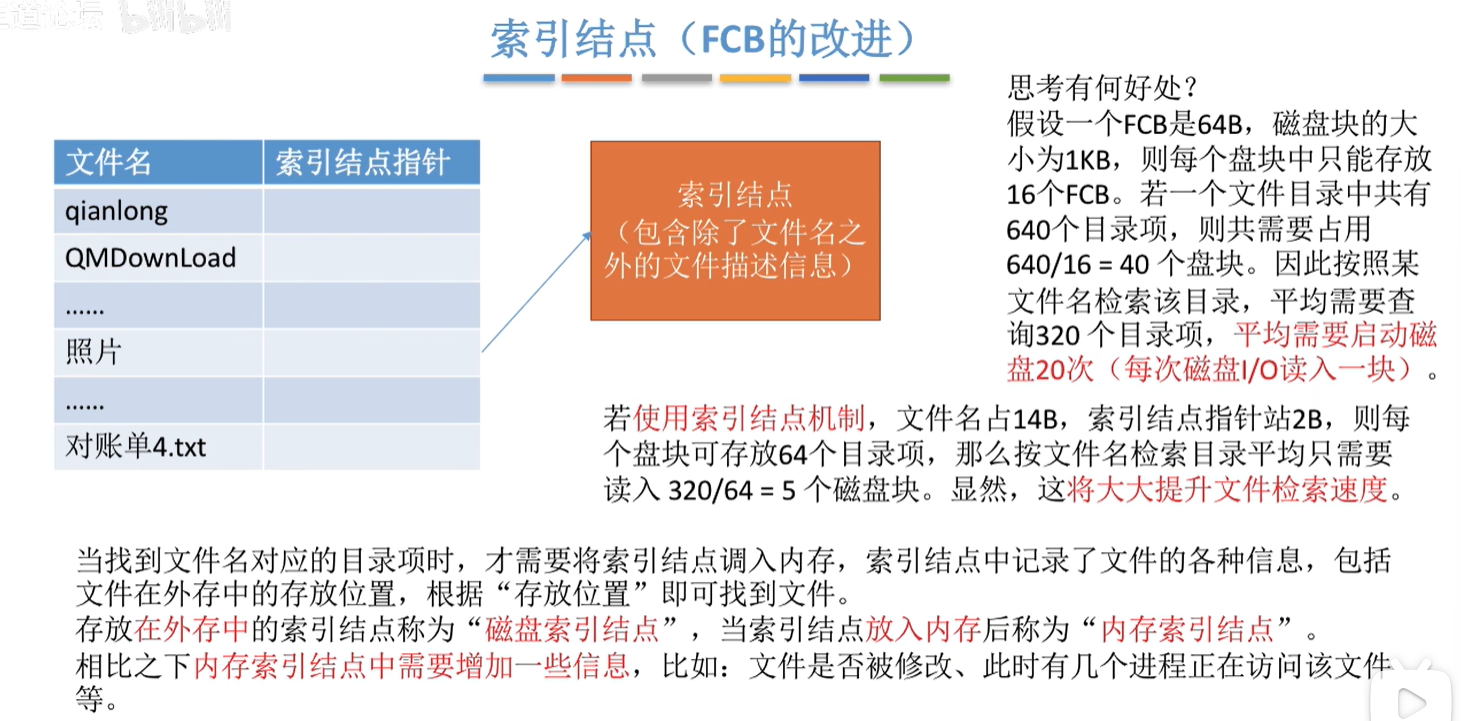 道论坛 bilibili
索引结点（FCB的改进）
文件名 索引结点指针
qianlong
QMDownLoad
……
照片
……
对账单4.txt
索引结点
（包含除了文件名之
外的文件描述信息）
思考有何好处？
假设一个FCB是64B，磁盘块的大
小为1KB，则每个盘块中只能存放
16个FCB。若一个文件目录中共有
640个目录项，则共需要占用
640/16 = 40 个盘块。因此按照某
文件名检索该目录，平均需要查
询320 个目录项，平均需要启动磁
盘20次（每次磁盘I/O读入一块）。
若使用索引结点机制，文件名占14B，索引结点指针站2B，则每
个盘块可存放64个目录项，那么按文件名检索目录平均只需要
读入 320/64 = 5 个磁盘块。显然，这将大大提升文件检索速度。
当找到文件名对应的目录项时，才需要将索引结点调入内存，索引结点中记录了文件的各种信息，包括
文件在外存中的存放位置，根据“存放位置”即可找到文件。
存放在外存中的索引结点称为“磁盘索引结点”，当索引结点放入内存后称为“内存索引结点”。
相比之下内存索引结点中需要增加一些信息，比如：文件是否被修改、此时有几个进程正在访问该文件
等。